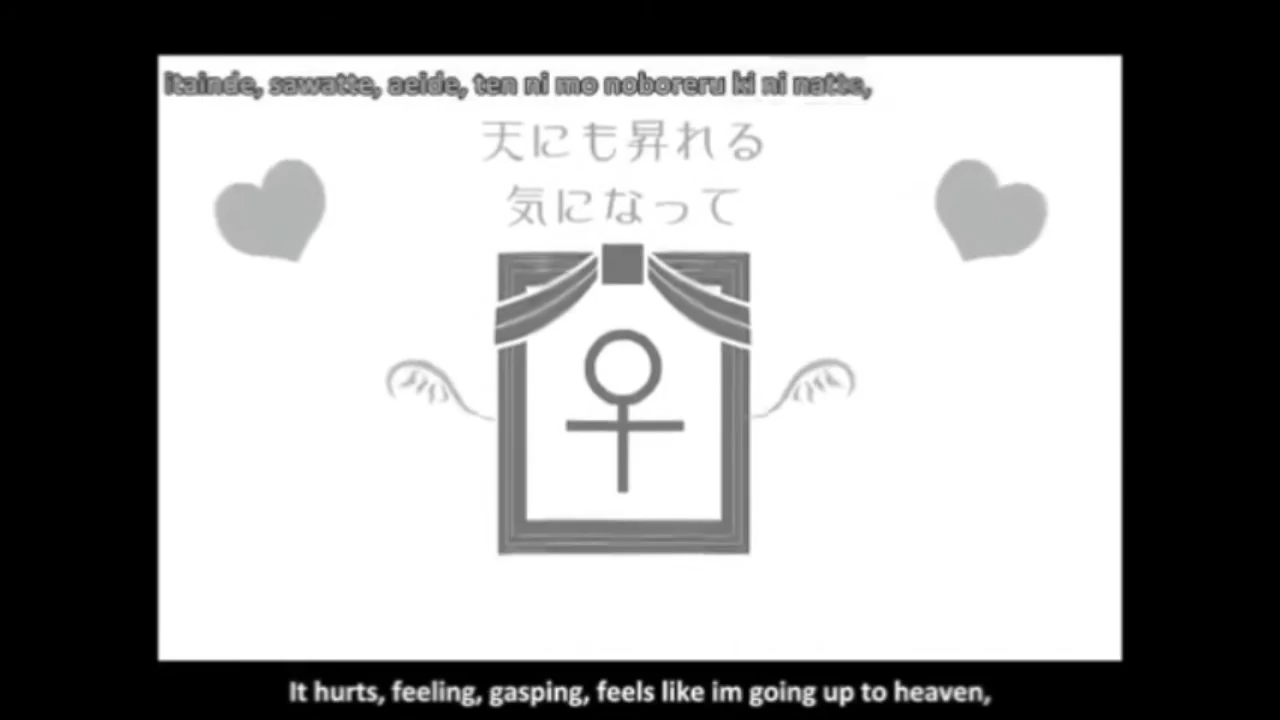 itainde, sawatte, aeide, ten ni mo noboreru ki ni natte,
天にも昇れる
気になって
It hurts, feeling, gasping, feels like im going up to heaven,